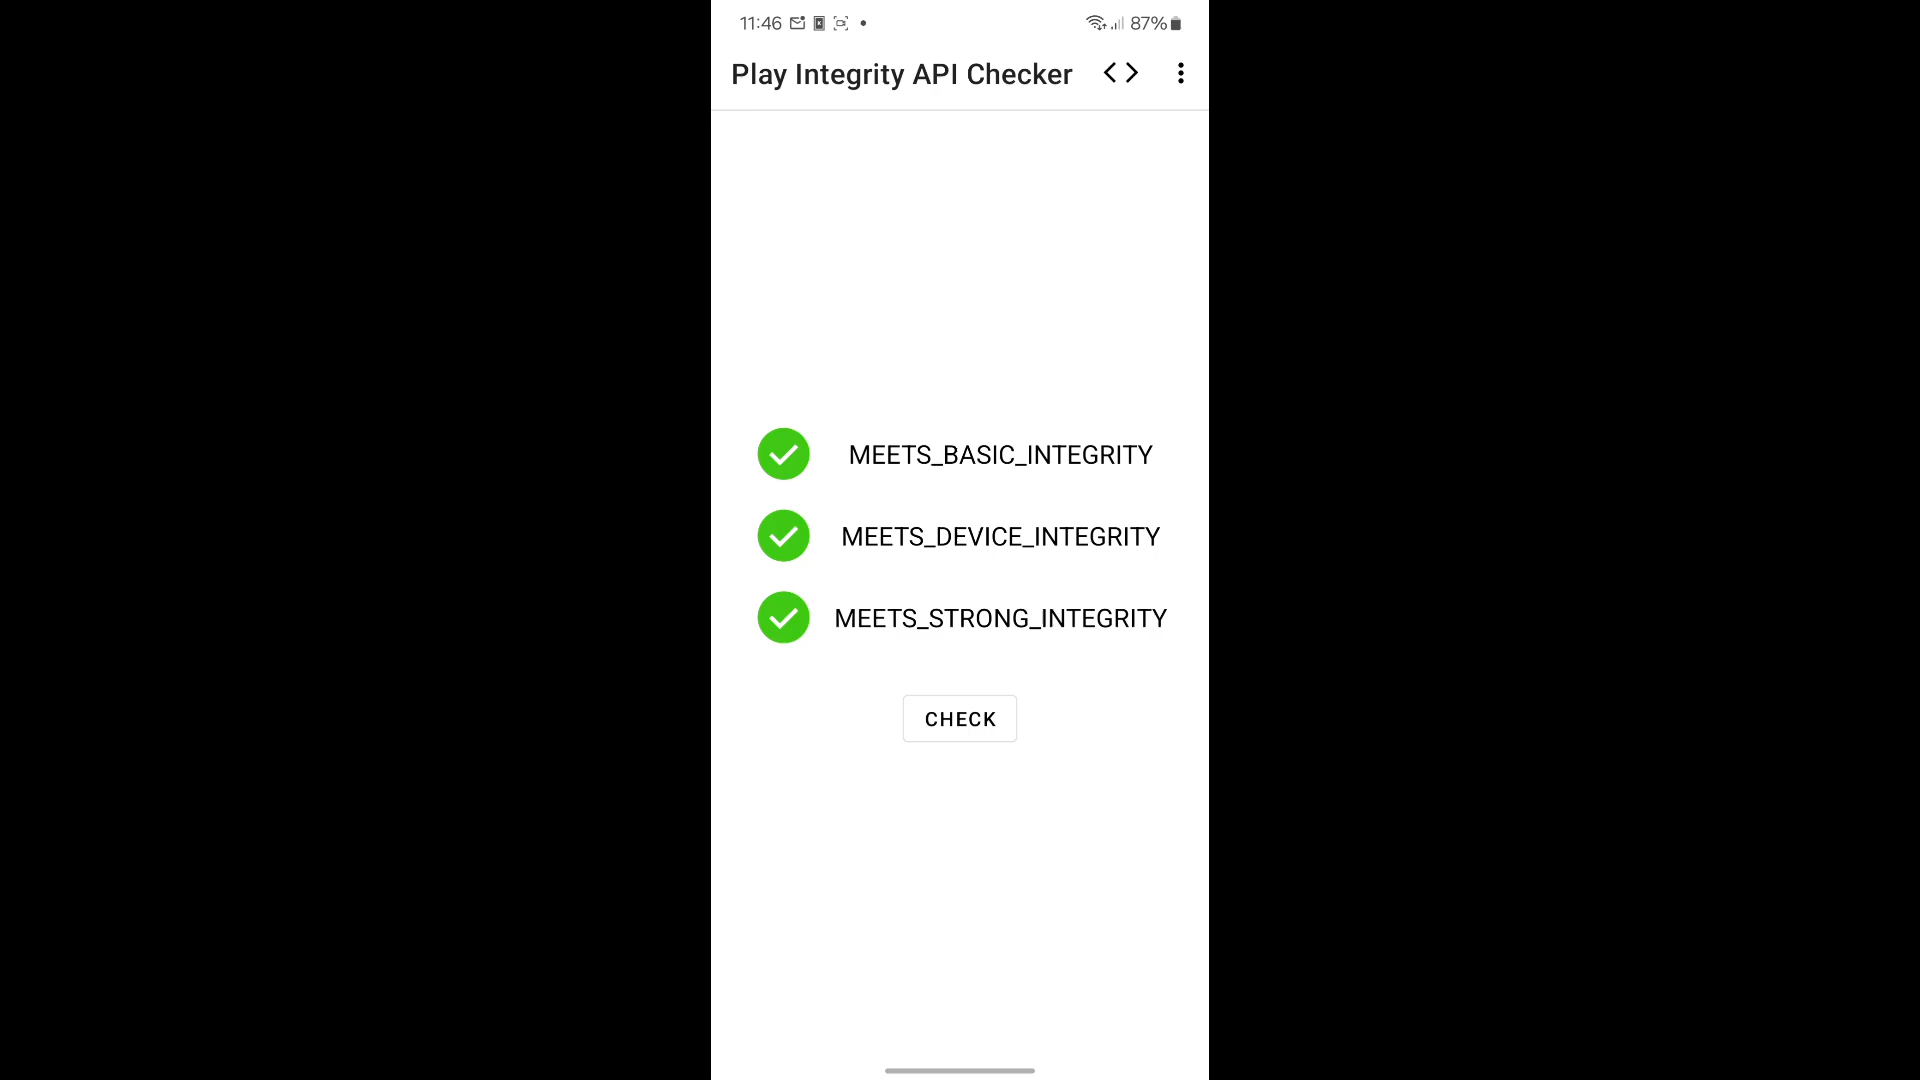 11:46 87%
Play Integrity API Checker
MEETS_BASIC_INTEGRITY
MEETS_DEVICE_INTEGRITY
MEETS_STRONG_INTEGRITY
CHECK